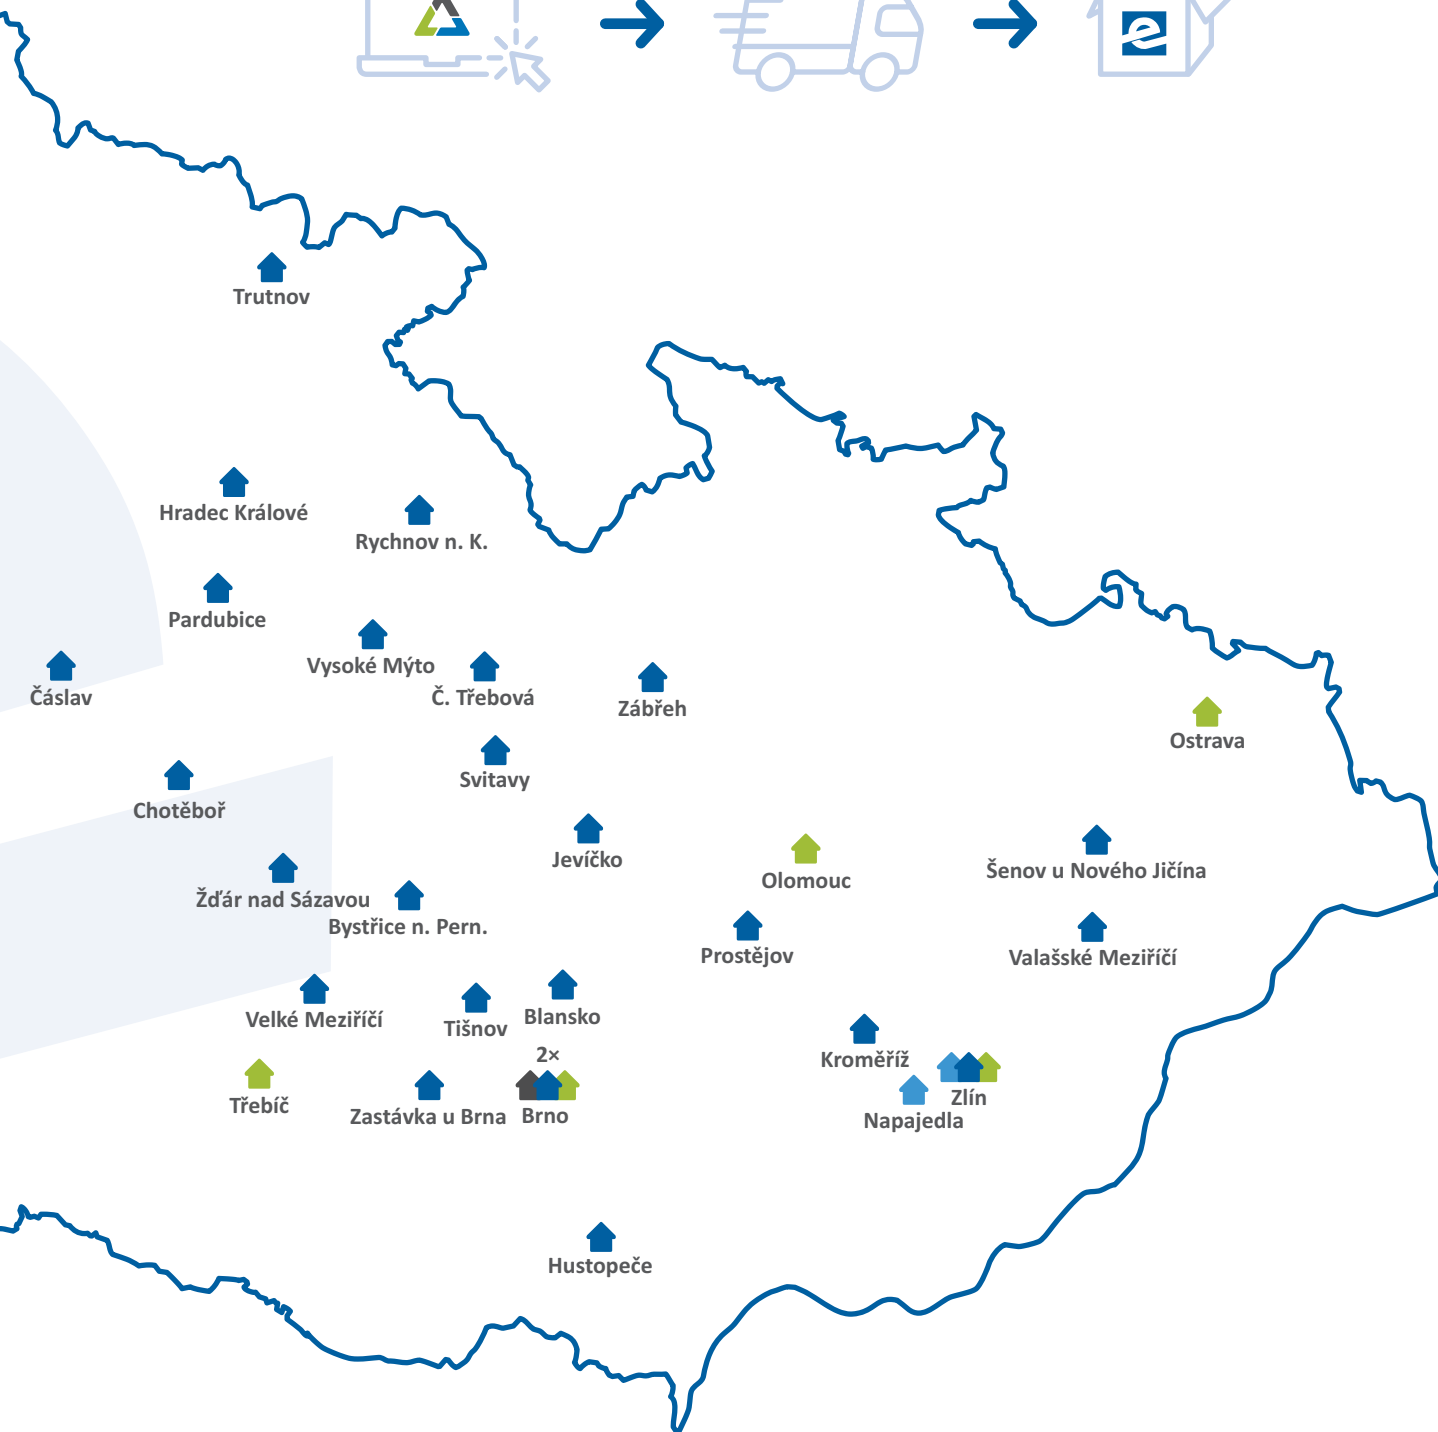 Trutnov
Hradec Králové
Rychnov n. K.
Pardubice
Vysoké Mýto
Čáslav
Č. Třebová
Zábřeh
Ostrava
Svitavy
Chotěboř
Jevíčko
Olomouc
Šenov u Nového Jičína
Žďár nad Sázavou
Bystřice n. Pern.
Prostějov
Valašské Meziříčí
Velké Meziříčí
Tišnov
Blansko
2×
Kroměříž
Třebíč
Zastávka u Brna
Brno
Zlín
Napajedla
Hustopeče